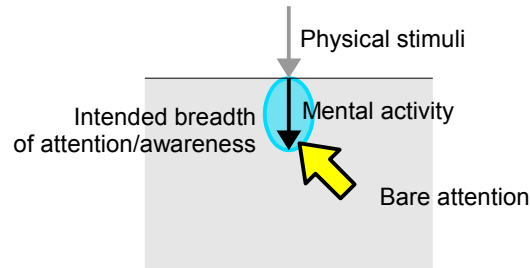 Physical stimuli
Intended breadth
of attention/awareness
Mental activity
Bare attention